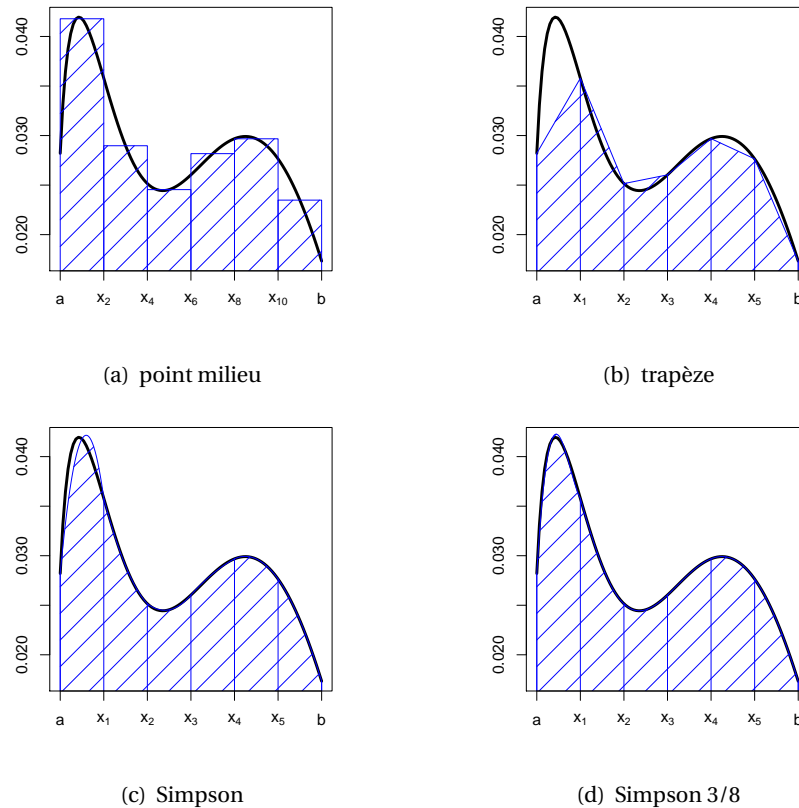 0.040
0.030
0.020
a x₂ x₄ x₆ x₈ x₁₀ b
(a) point milieu
0.040
0.030
0.020
a x₁ x₂ x₃ x₄ x₅ b
(b) trapèze
0.040
0.030
0.020
a x₁ x₂ x₃ x₄ x₅ b
(c) Simpson
0.040
0.030
0.020
a x₁ x₂ x₃ x₄ x₅ b
(d) Simpson 3/8